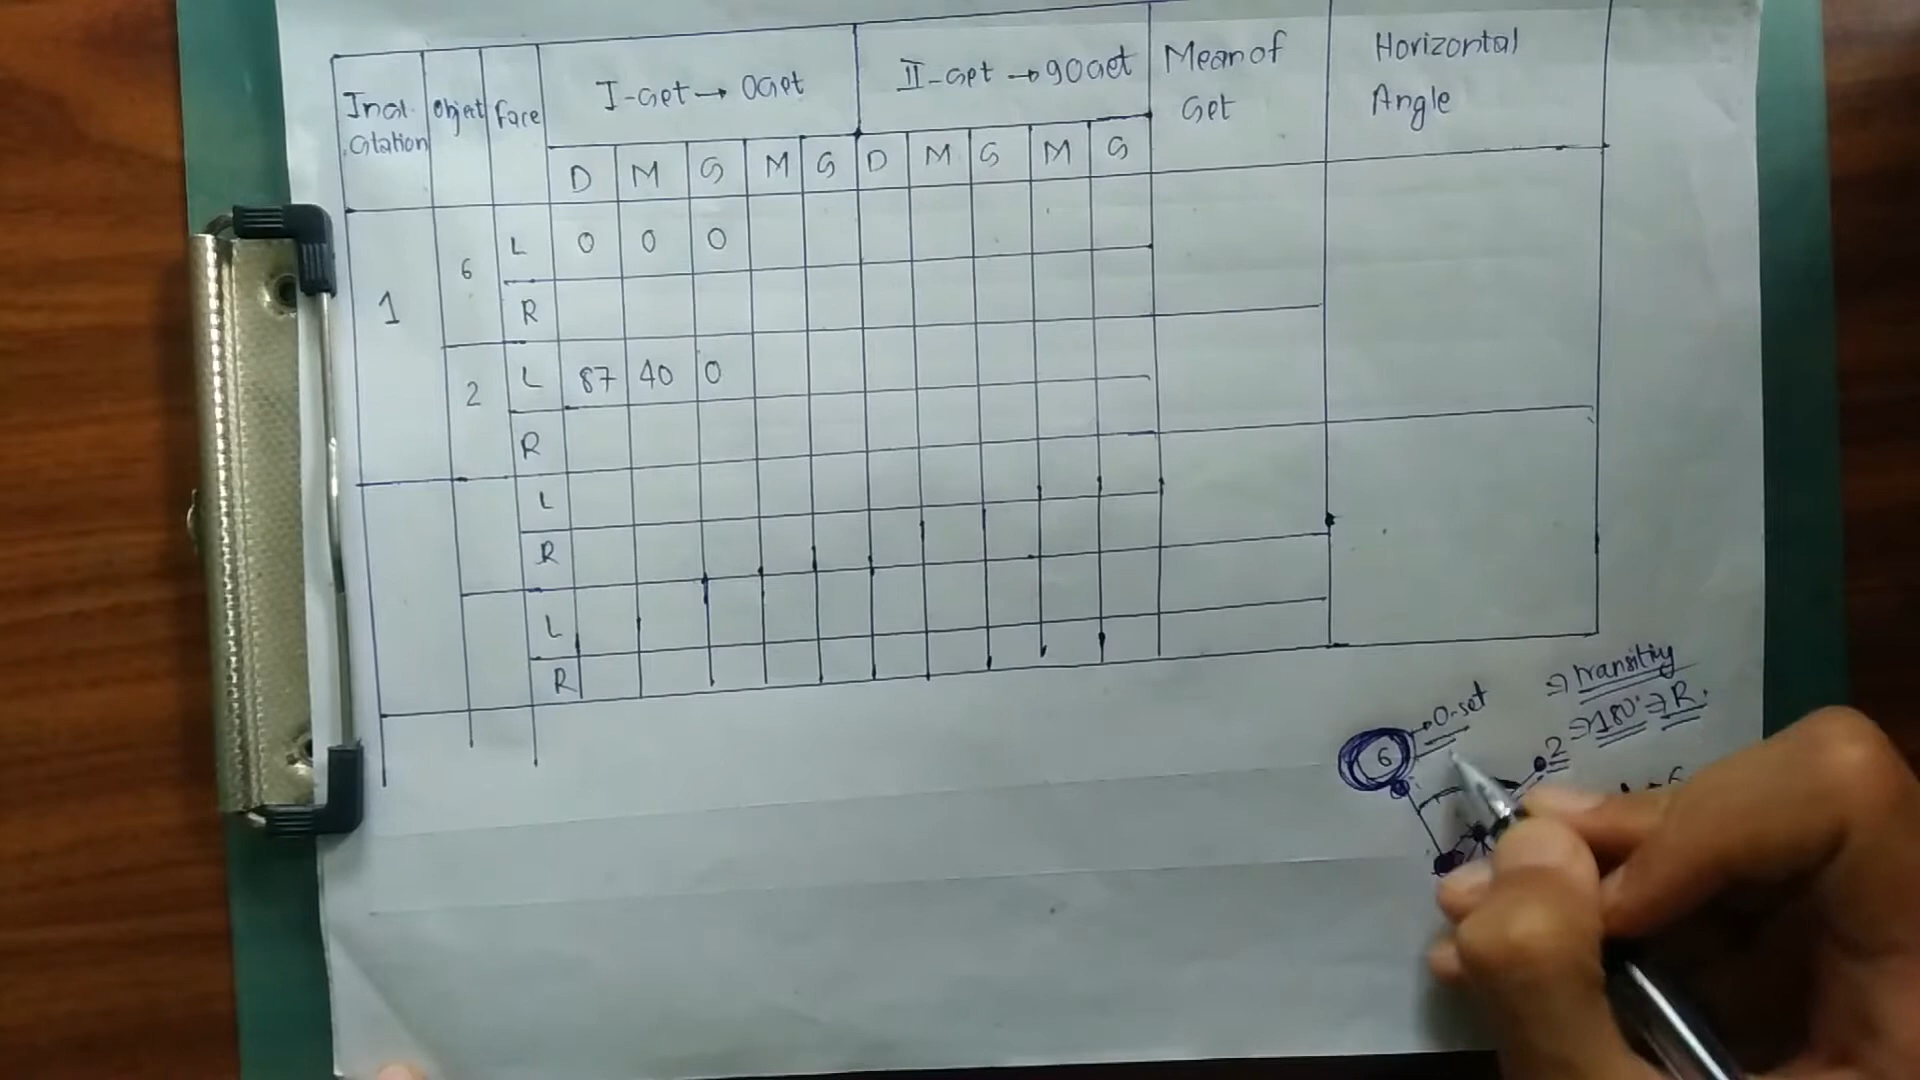 Inst. Station Object face I-Set → 0Set II-Set → 90Set Mean of Set Horizontal Angle
D M S M S D M S M S
1 6 L 0 0 0
R
2 L 87 40 0
R
L
R
L
R
6 → 0-set
2
⇒ Transiting
⇒ 180° ⇒ R.